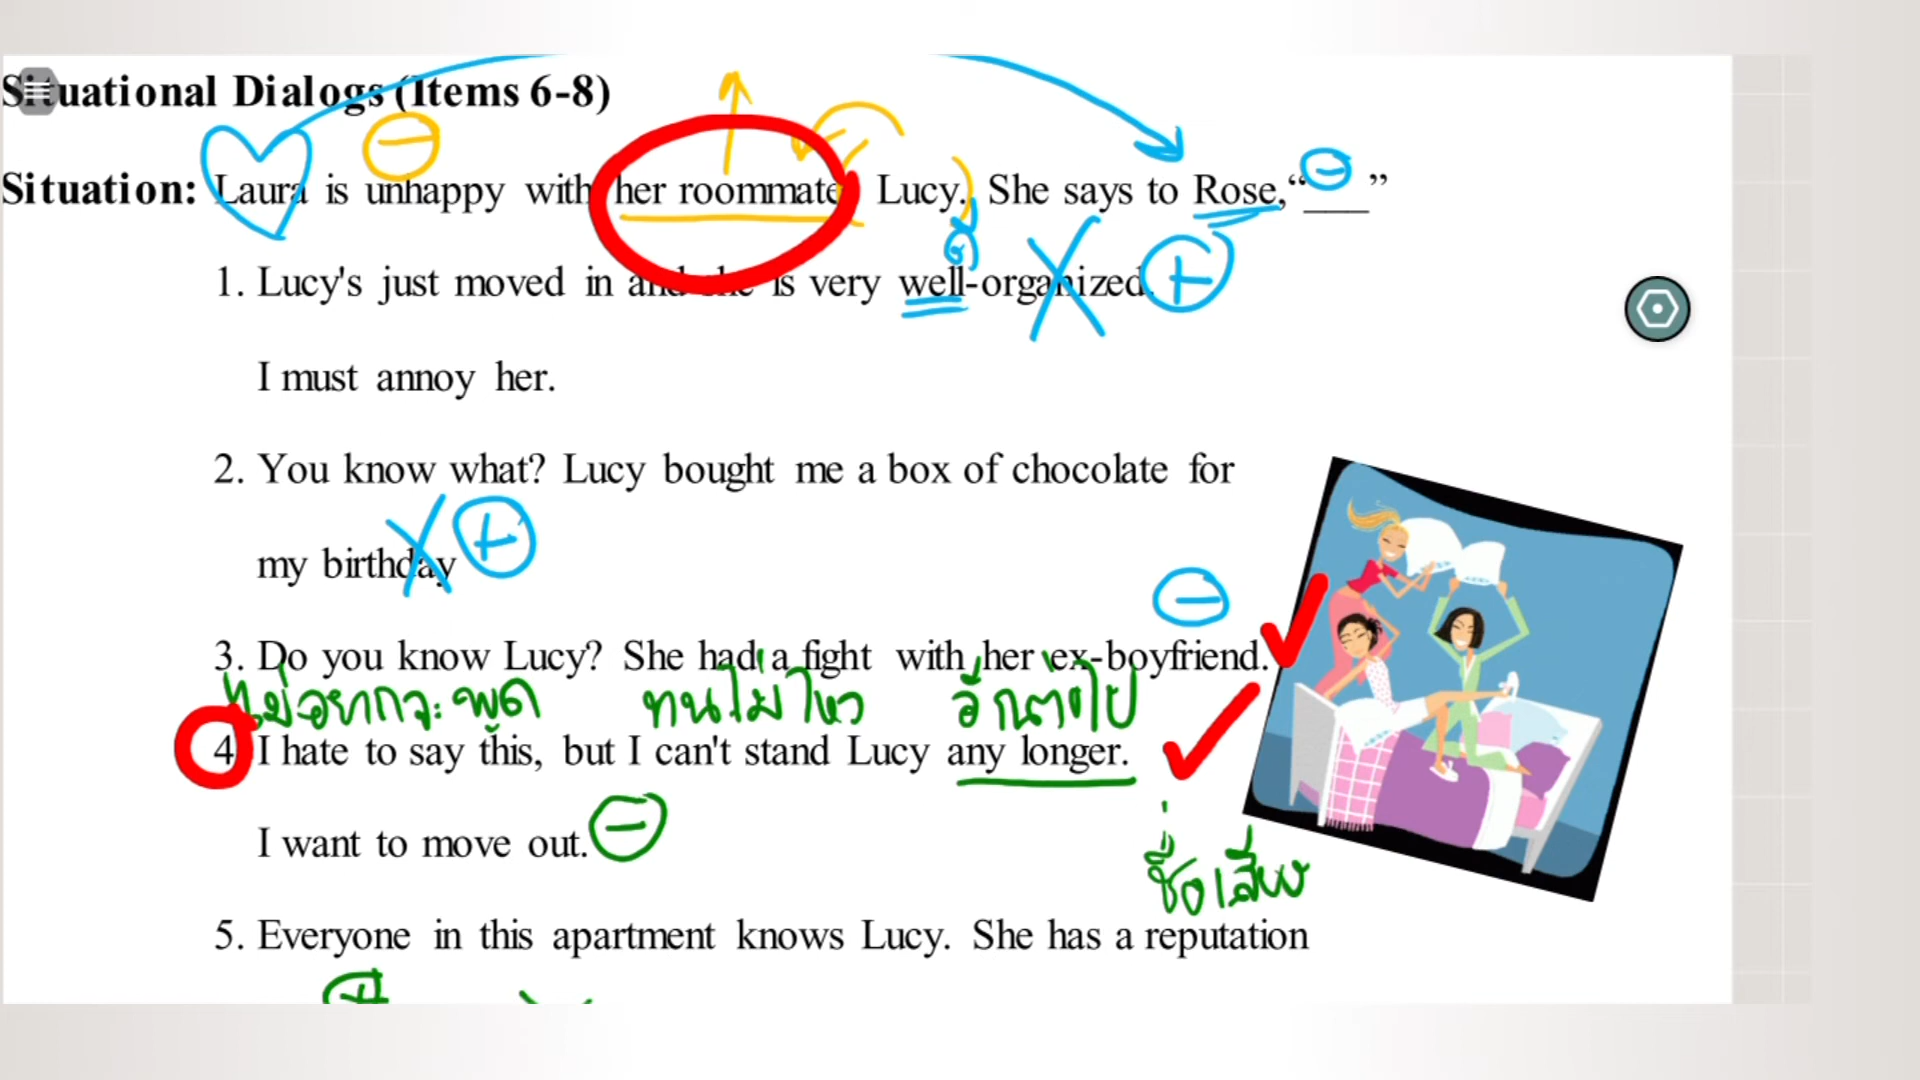 Situational Dialogs (Items 6-8)
Situation: Laura is unhappy with her roommate, Lucy. She says to Rose,“___”
ดี
1. Lucy's just moved in and she is very well-organized.
I must annoy her.
2. You know what? Lucy bought me a box of chocolate for
my birthday
3. Do you know Lucy? She had a fight with her ex-boyfriend.
ไม่อยากจะพูด ทนไม่ไหว อีกต่อไป
4. I hate to say this, but I can't stand Lucy any longer.
I want to move out.
ชื่อเสียง
5. Everyone in this apartment knows Lucy. She has a reputation